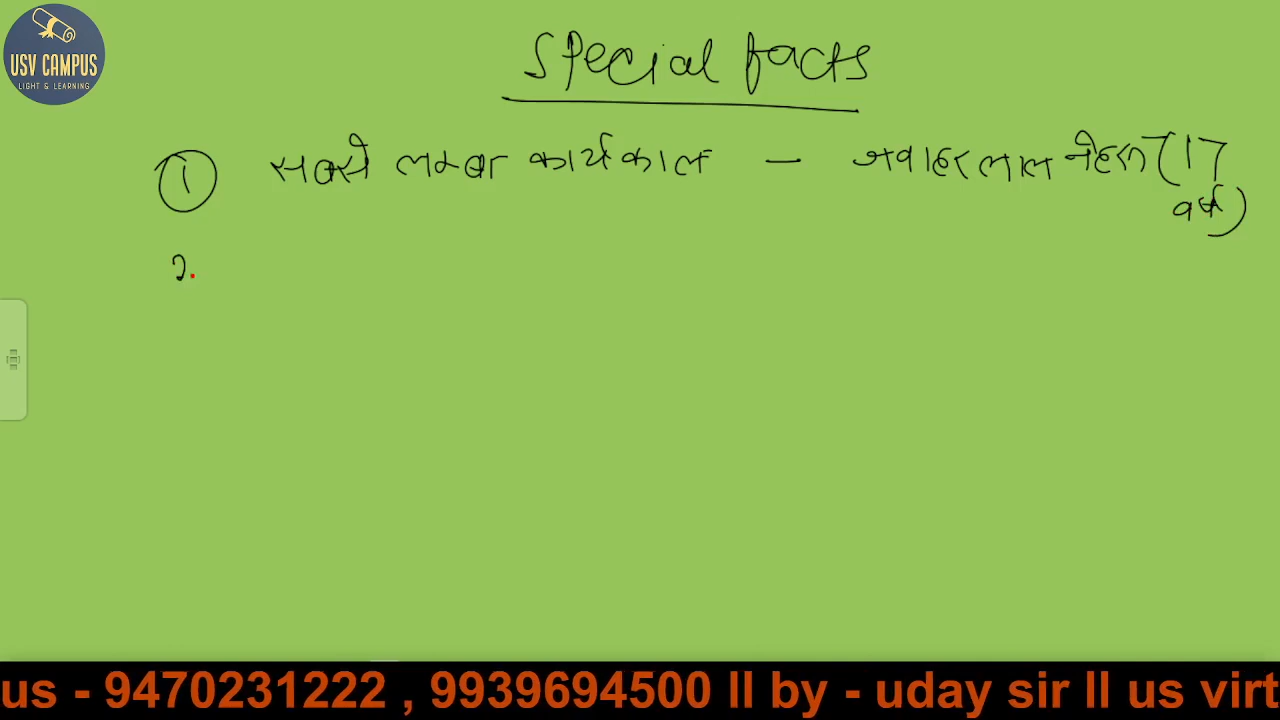 USV CAMPUS
LIGHT & LEARNING
Special facts
① सबसे लम्बा कार्यकाल — जवाहरलाल नेहरू (17
वर्ष)
2.
us - 9470231222 , 9939694500 ll by - uday sir ll us virt